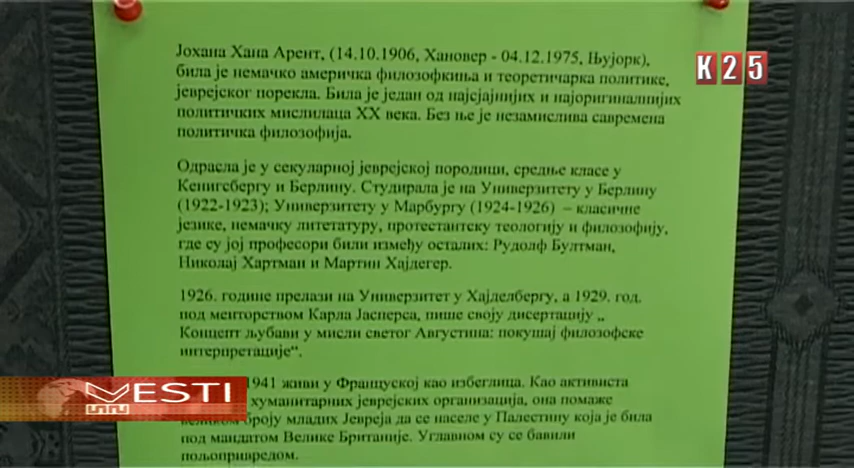 Јохана Хана Арент, (14.10.1906, Хановер - 04.12.1975, Њујорк),
била је немачко америчка филозофкиња и теоретичарка политике,
јеврејског порекла. Била је један од најсјајнијих и најоригиналнијих
политичких мислилаца XX века. Без ње је незамислива савремена
политичка филозофија.
Одрасла је у секуларној јеврејској породици, средње класе у
Кенигсбергу и Берлину. Студирала је на Универзитету у Берлину
(1922-1923); Универзитету у Марбургу (1924-1926) – класичне
језике, немачку литетатуру, протестантску теологију и филозофију,
где су јој професори били између осталих: Рудолф Бултман,
Николај Хартман и Мартин Хајдегер.
1926. године прелази на Универзитет у Хајделбергу, а 1929. год.
под менторством Карла Јасперса, пише своју дисертацију „
Концепт љубави у мисли светог Августина: покушај филозофске
интерпретације“.
1941 живи у Француској као избеглица. Као активиста
хуманитарних јеврејских организација, она помаже
великом броју младих Јевреја да се населе у Палестину која је била
под мандатом Велике Британије. Углавном су се бавили
пољопривредом.
K25
VESTI